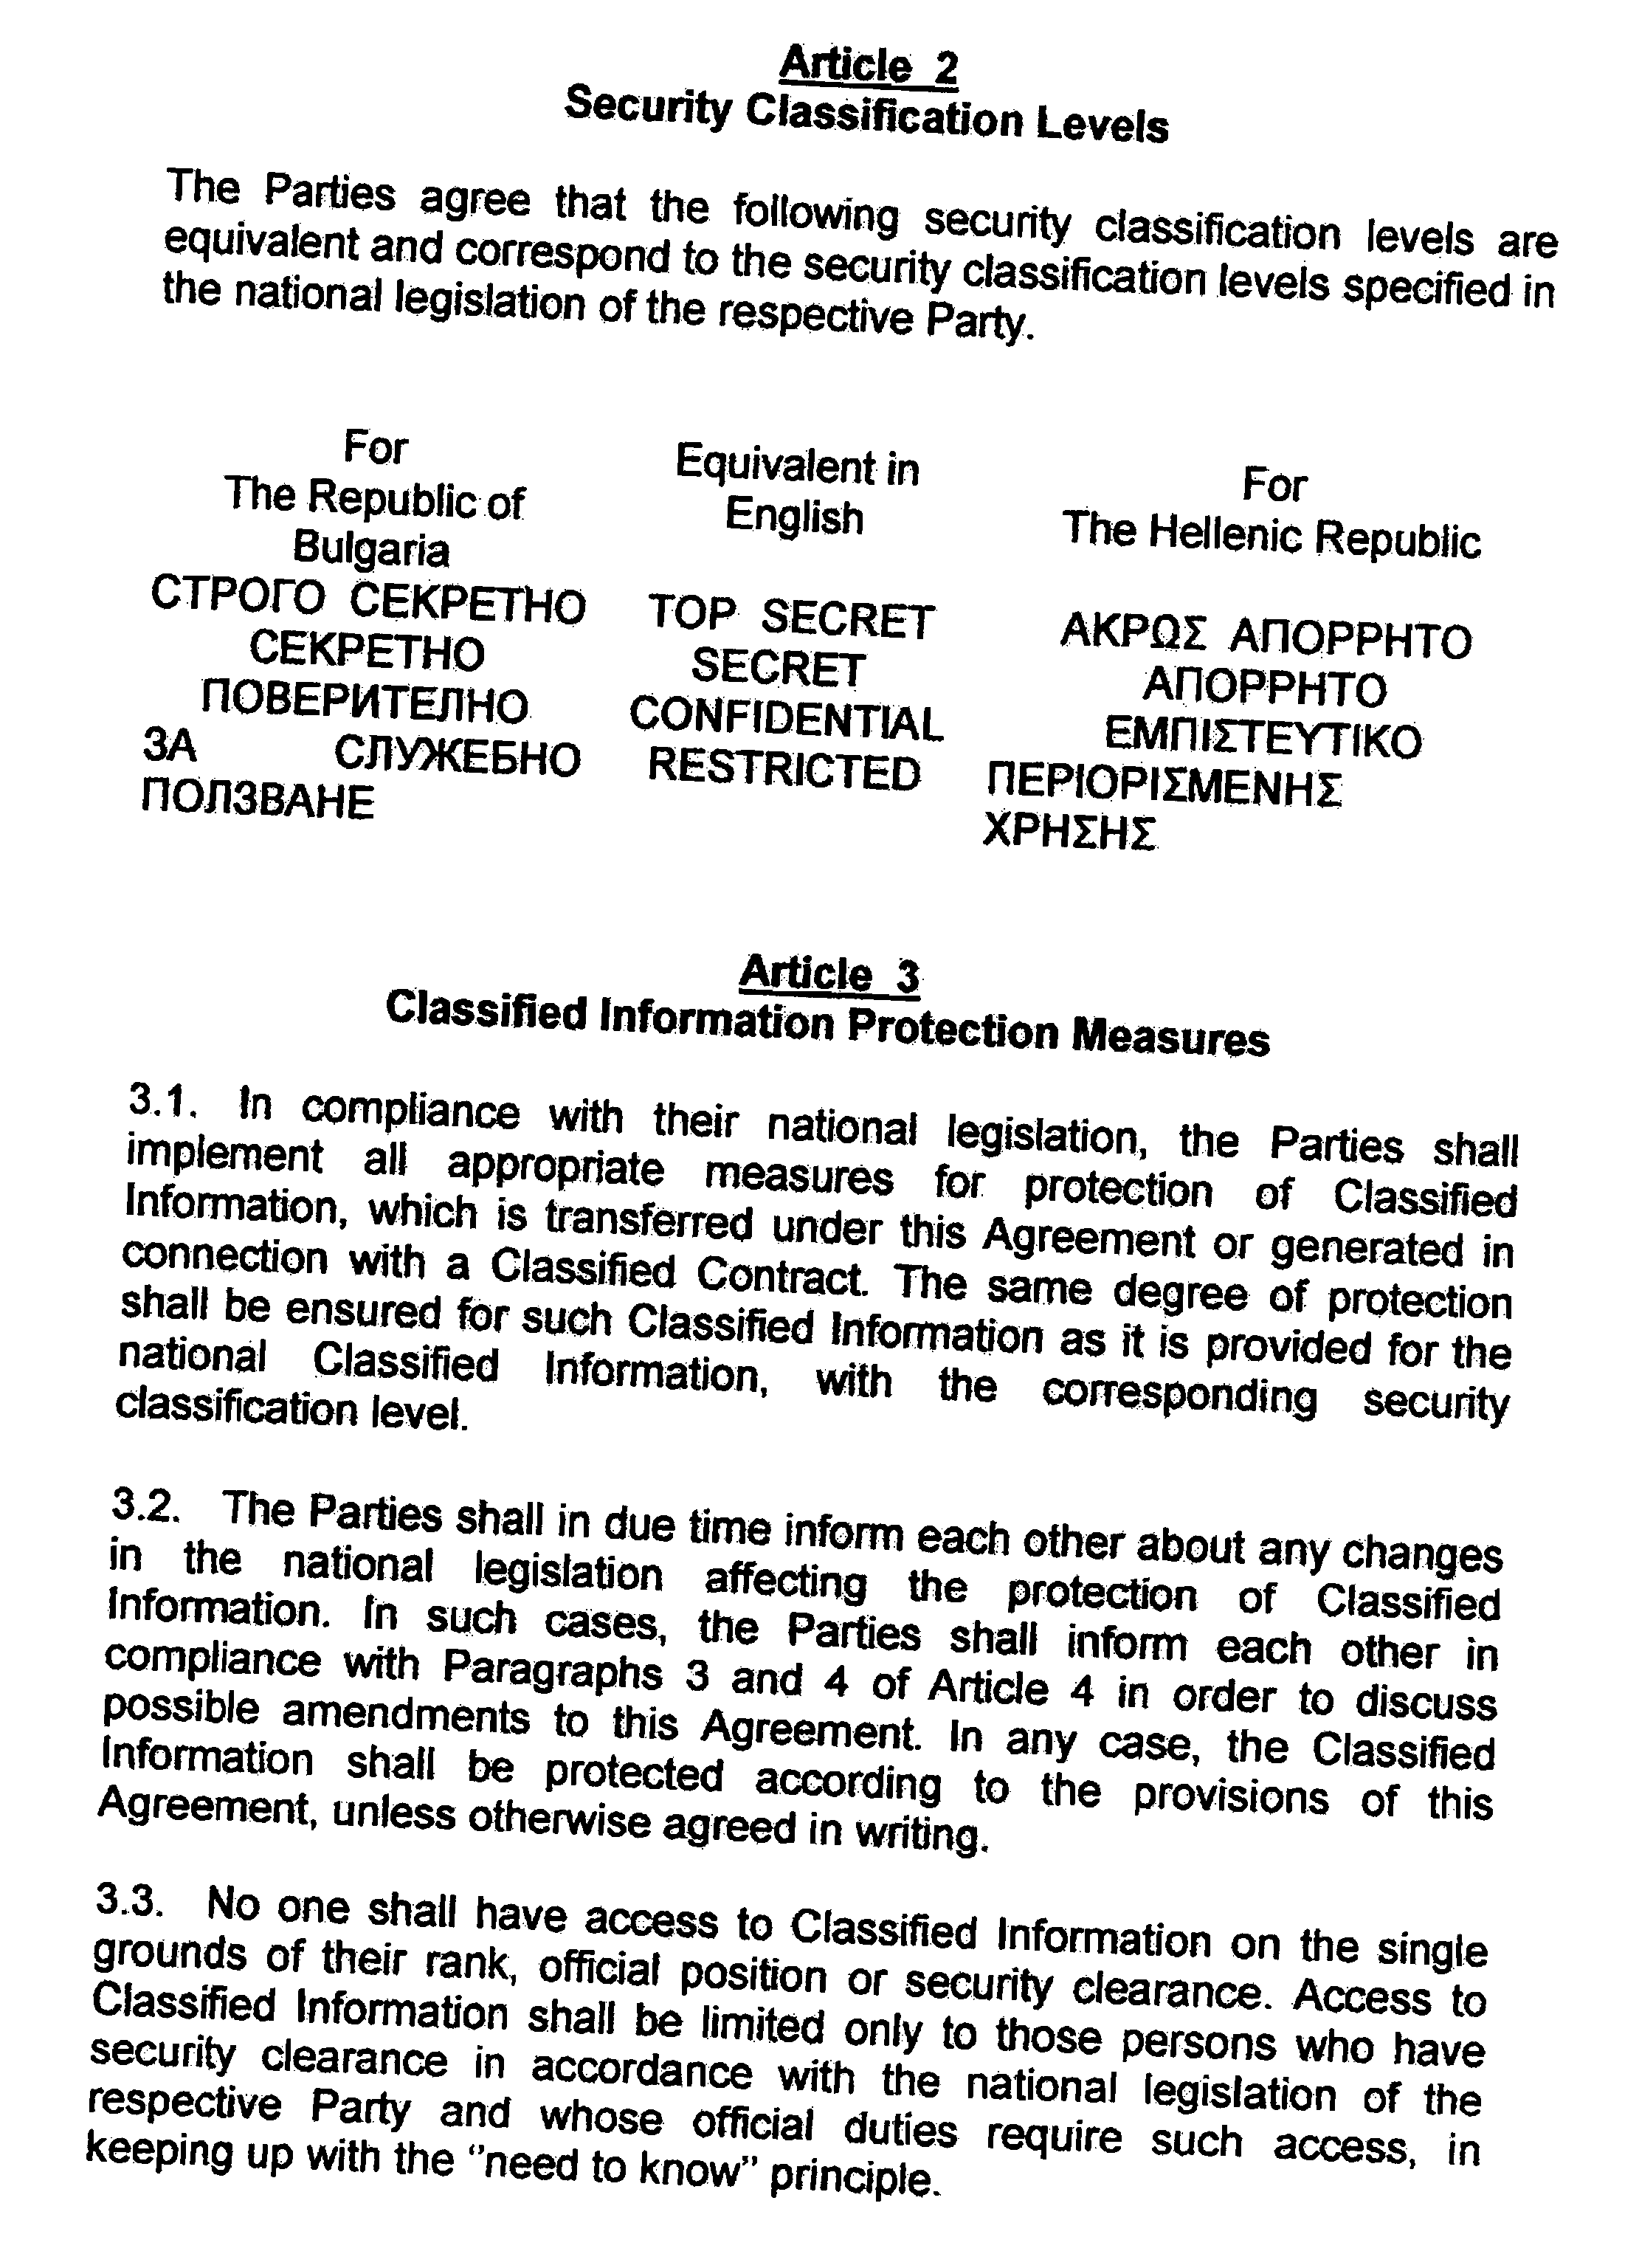 Article 2
Security Classification Levels
The Parties agree that the following security classification levels are
equivalent and correspond to the security classification levels specified in
the national legislation of the respective Party.
For
The Republic of
Bulgaria
Equivalent in
English
For
The Hellenic Republic
СТРОГО СЕКРЕТНО TOP SECRET ΑΚΡΩΣ ΑΠΟΡΡΗΤΟ
СЕКРЕТНО SECRET ΑΠΟΡΡΗΤΟ
ПОВЕРИТЕЛНО CONFIDENTIAL ΕΜΠΙΣΤΕΥΤΙΚΟ
ЗА СЛУЖЕБНО RESTRICTED ΠΕΡΙΟΡΙΣΜΕΝΗΣ
ПОЛЗВАНЕ ΧΡΗΣΗΣ
Article 3
Classified Information Protection Measures
3.1. In compliance with their national legislation, the Parties shall
implement all appropriate measures for protection of Classified
Information, which is transferred under this Agreement or generated in
connection with a Classified Contract. The same degree of protection
shall be ensured for such Classified Information as it is provided for the
national Classified Information, with the corresponding security
classification level.
3.2. The Parties shall in due time inform each other about any changes
in the national legislation affecting the protection of Classified
Information. In such cases, the Parties shall inform each other in
compliance with Paragraphs 3 and 4 of Article 4 in order to discuss
possible amendments to this Agreement. In any case, the Classified
Information shall be protected according to the provisions of this
Agreement, unless otherwise agreed in writing.
3.3. No one shall have access to Classified Information on the single
grounds of their rank, official position or security clearance. Access to
Classified Information shall be limited only to those persons who have
security clearance in accordance with the national legislation of the
respective Party and whose official duties require such access, in
keeping up with the "need to know" principle.